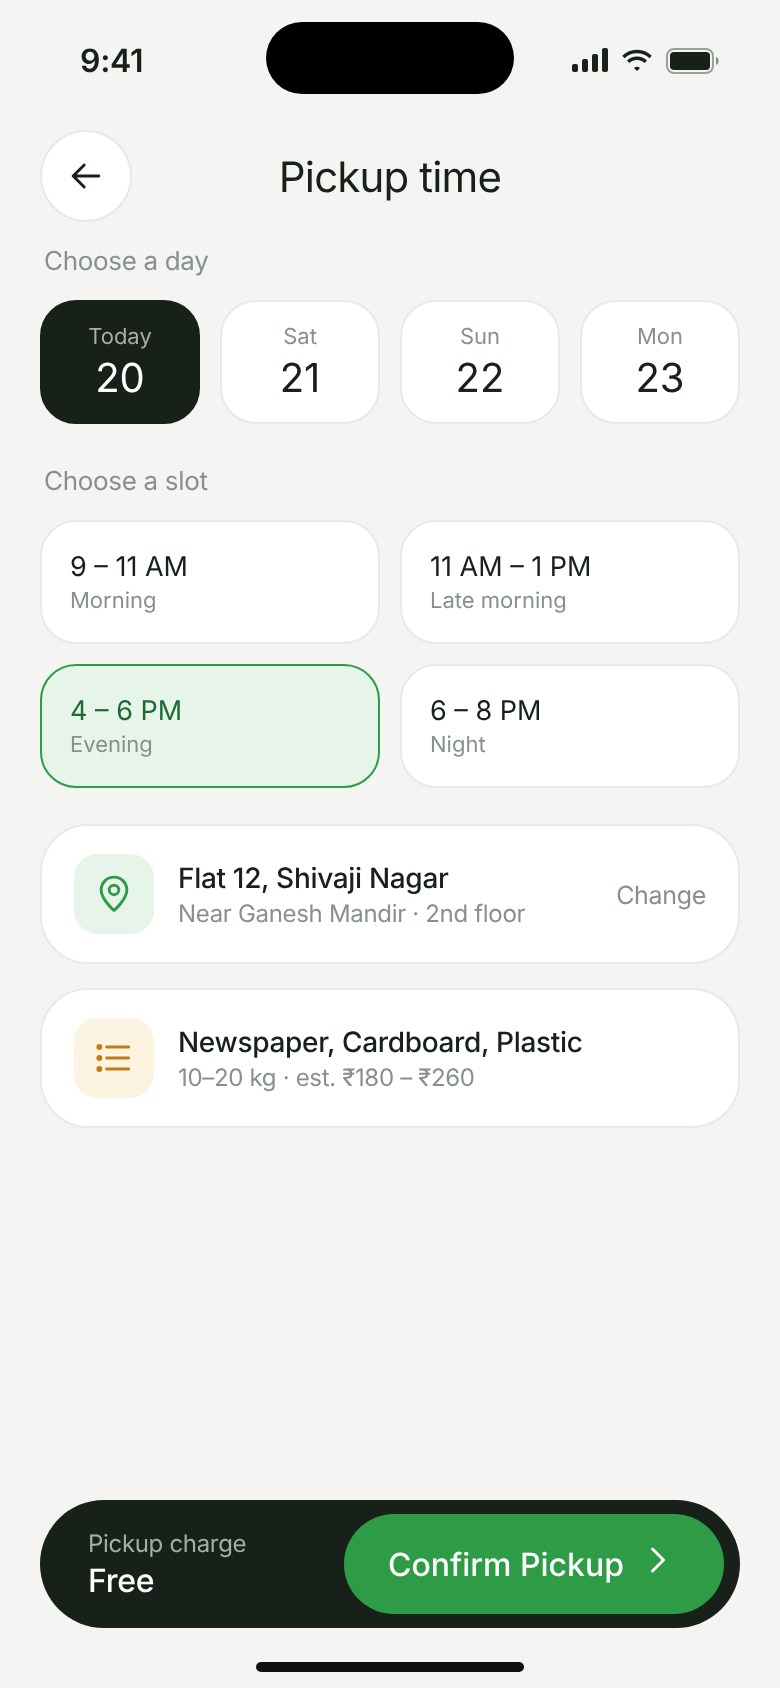 9:41
Pickup time
Choose a day
Today
20
Sat
21
Sun
22
Mon
23
Choose a slot
9 – 11 AM
Morning
11 AM – 1 PM
Late morning
4 – 6 PM
Evening
6 – 8 PM
Night
Flat 12, Shivaji Nagar
Near Ganesh Mandir · 2nd floor
Change
Newspaper, Cardboard, Plastic
10–20 kg · est. ₹180 – ₹260
Pickup charge
Free
Confirm Pickup